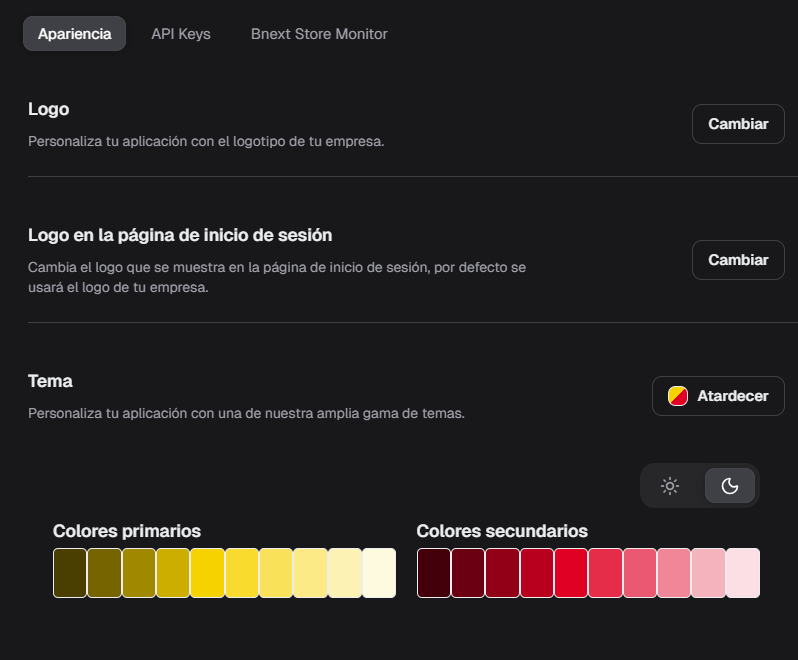 Apariencia
API Keys
Bnext Store Monitor
Logo
Personaliza tu aplicación con el logotipo de tu empresa.
Cambiar
Logo en la página de inicio de sesión
Cambia el logo que se muestra en la página de inicio de sesión, por defecto se
usará el logo de tu empresa.
Cambiar
Tema
Personaliza tu aplicación con una de nuestra amplia gama de temas.
Atardecer
Colores primarios
Colores secundarios